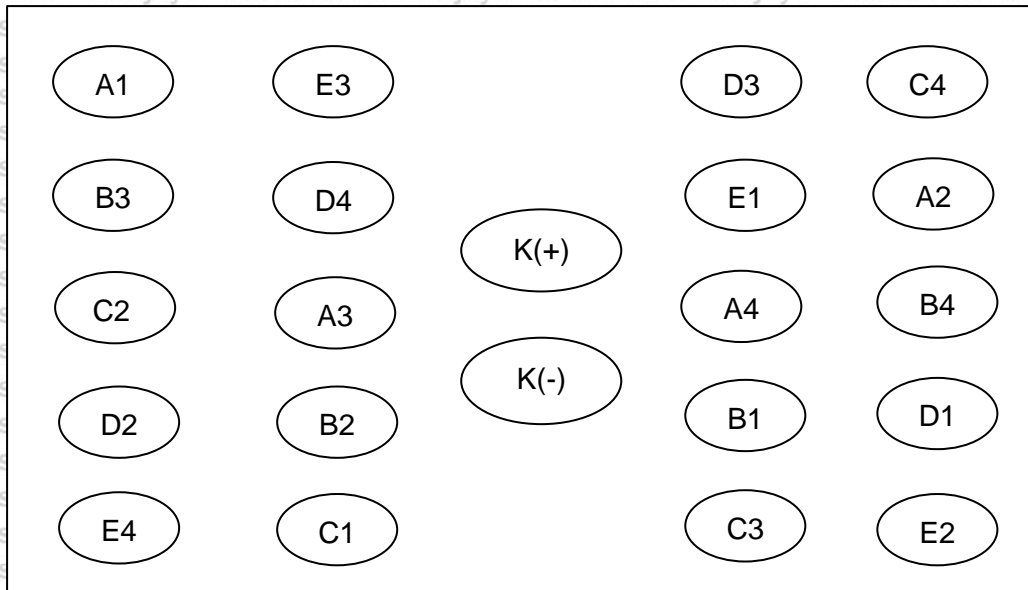 A1 E3 D3 C4
B3 D4 E1 A2
K(+)
C2 A3 A4 B4
K(-)
D2 B2 B1 D1
E4 C1 C3 E2